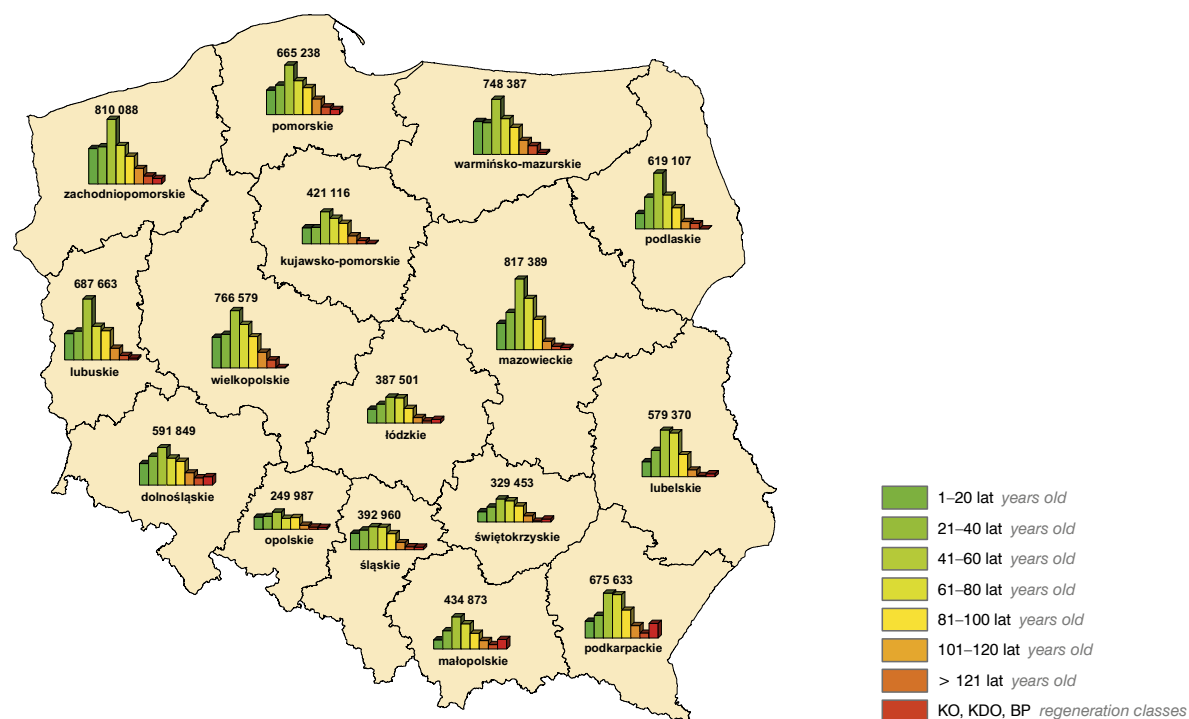 665 238
pomorskie
748 387
warmińsko-mazurskie
810 088
zachodniopomorskie
619 107
podlaskie
421 116
kujawsko-pomorskie
817 389
mazowieckie
687 663
lubuskie
766 579
wielkopolskie
387 501
łódzkie
579 370
lubelskie
591 849
dolnośląskie
249 987
opolskie
392 960
śląskie
329 453
świętokrzyskie
434 873
małopolskie
675 633
podkarpackie
1–20 lat years old
21–40 lat years old
41–60 lat years old
61–80 lat years old
81–100 lat years old
101–120 lat years old
> 121 lat years old
KO, KDO, BP regeneration classes